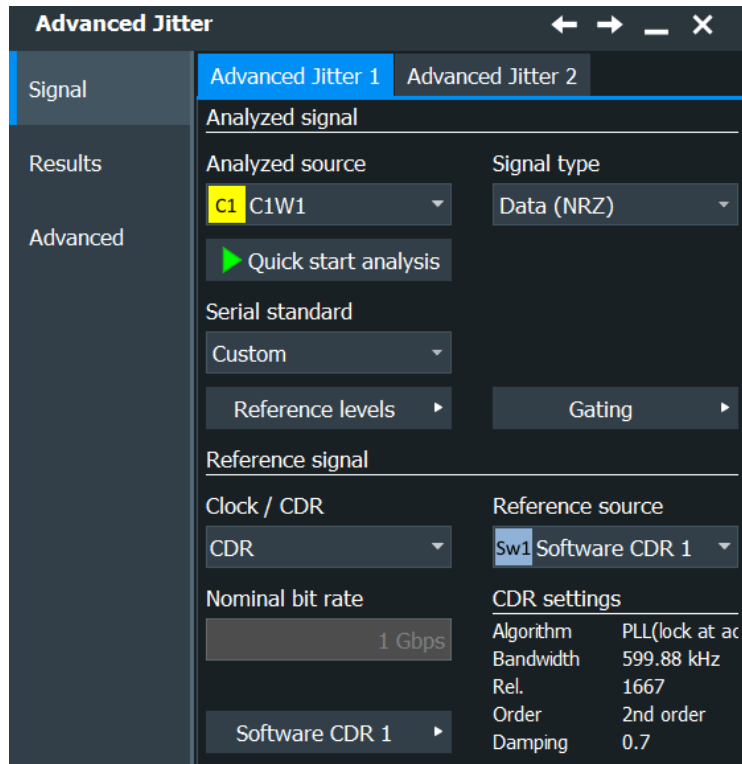 Advanced Jitter
Signal
Results
Advanced
Advanced Jitter 1 Advanced Jitter 2
Analyzed signal
Analyzed source Signal type
C1 C1W1 Data (NRZ)
Quick start analysis
Serial standard
Custom
Reference levels Gating
Reference signal
Clock / CDR Reference source
CDR Sw1 Software CDR 1
Nominal bit rate CDR settings
1 Gbps Algorithm PLL(lock at
Bandwidth 599.88 kHz
Rel. 1667
Order 2nd order
Software CDR 1 Damping 0.7